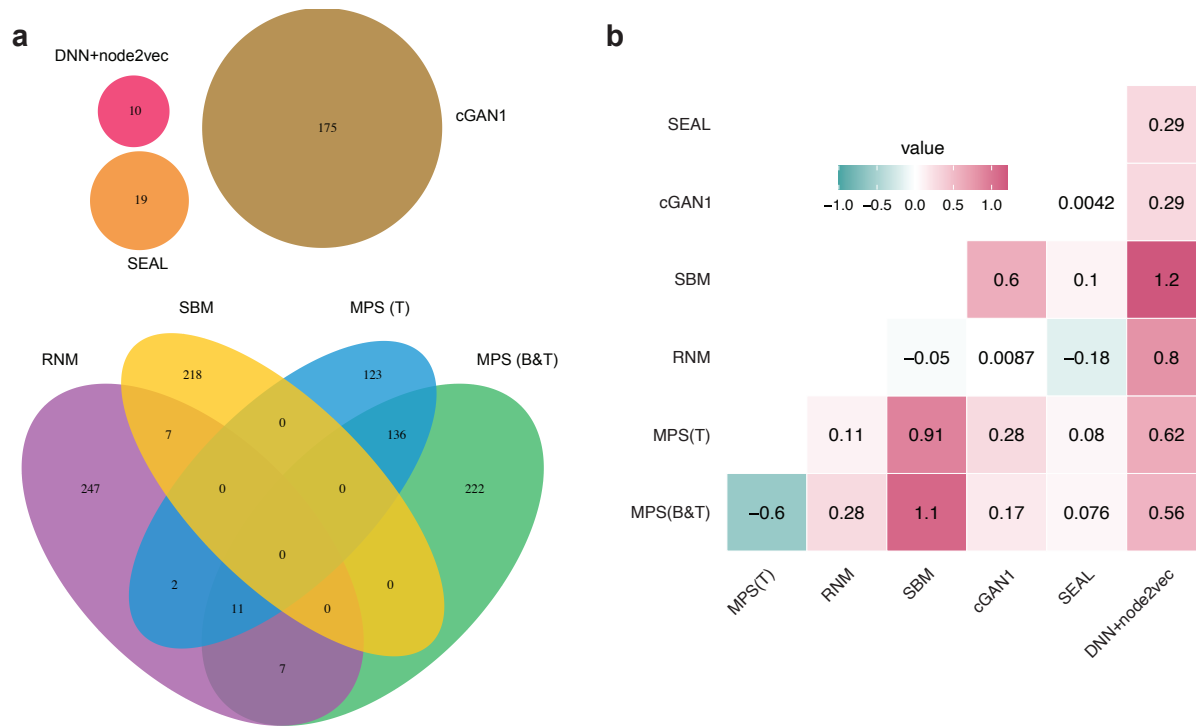 a
DNN+node2vec
10
175
cGAN1
19
SEAL
SBM
MPS (T)
RNM
MPS (B&T)
218
123
7
0
136
247
0
0
222
0
2
0
11
0
7
b
SEAL
0.29
value
−1.0 −0.5 0.0 0.5 1.0
cGAN1
0.0042
0.29
SBM
0.6
0.1
1.2
RNM
−0.05
0.0087
−0.18
0.8
MPS(T)
0.11
0.91
0.28
0.08
0.62
MPS(B&T)
−0.6
0.28
1.1
0.17
0.076
0.56
MPS(T)
RNM
SBM
cGAN1
SEAL
DNN+node2vec